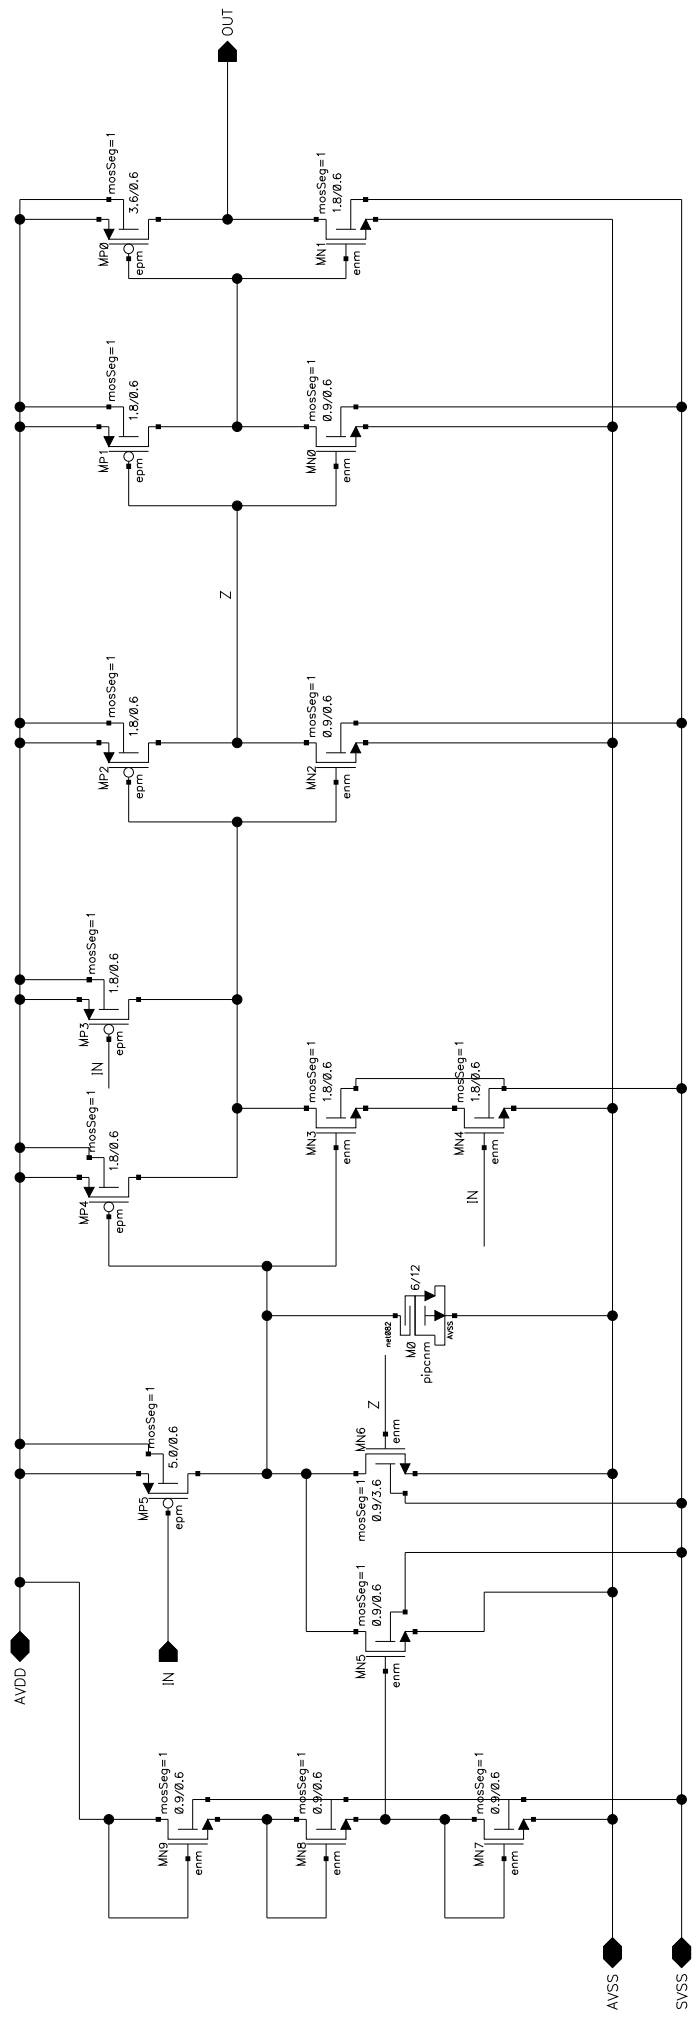 OUT
mosSeg=1
3.6/0.6
MP0
epm
mosSeg=1
1.8/0.6
MN1
enm
mosSeg=1
1.8/0.6
MP1
epm
mosSeg=1
0.9/0.6
MN0
enm
Z
mosSeg=1
1.8/0.6
MP2
epm
mosSeg=1
0.9/0.6
MN2
enm
mosSeg=1
1.8/0.6
MP3
epm
IN
mosSeg=1
1.8/0.6
MP4
epm
mosSeg=1
1.8/0.6
MN3
enm
mosSeg=1
1.8/0.6
MN4
enm
IN
6/12
net082
M0
AVSS
pipcnm
Z
mosSeg=1
5.0/0.6
MP5
epm
MN6
enm
mosSeg=1
0.9/3.6
mosSeg=1
0.9/0.6
MN5
enm
AVDD
IN
mosSeg=1
0.9/0.6
MN9
enm
mosSeg=1
0.9/0.6
MN8
enm
mosSeg=1
0.9/0.6
MN7
enm
AVSS
SVSS